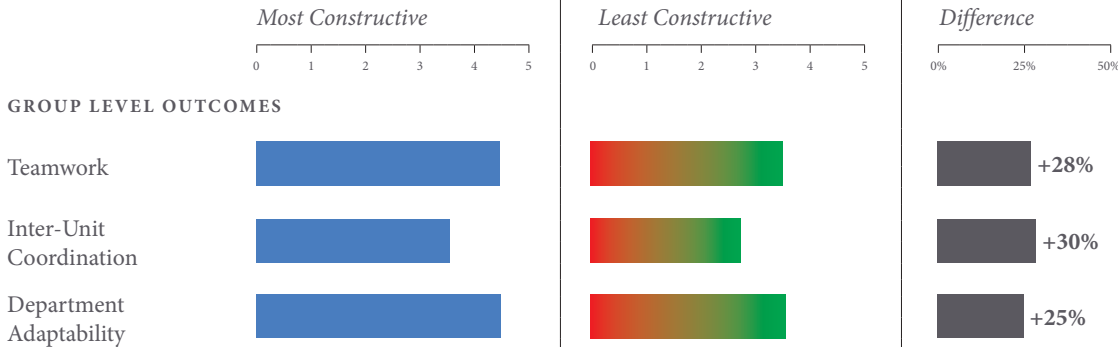 Most Constructive Least Constructive Difference
0 1 2 3 4 5 0 1 2 3 4 5 0% 25% 50%
GROUP LEVEL OUTCOMES
Teamwork +28%
Inter-Unit
Coordination +30%
Department
Adaptability +25%